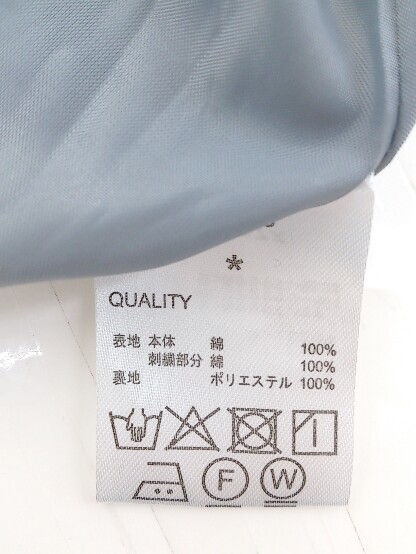 *
QUALITY
表地 本体 綿 100%
刺繍部分 綿 100%
裏地 ポリエステル 100%
F W